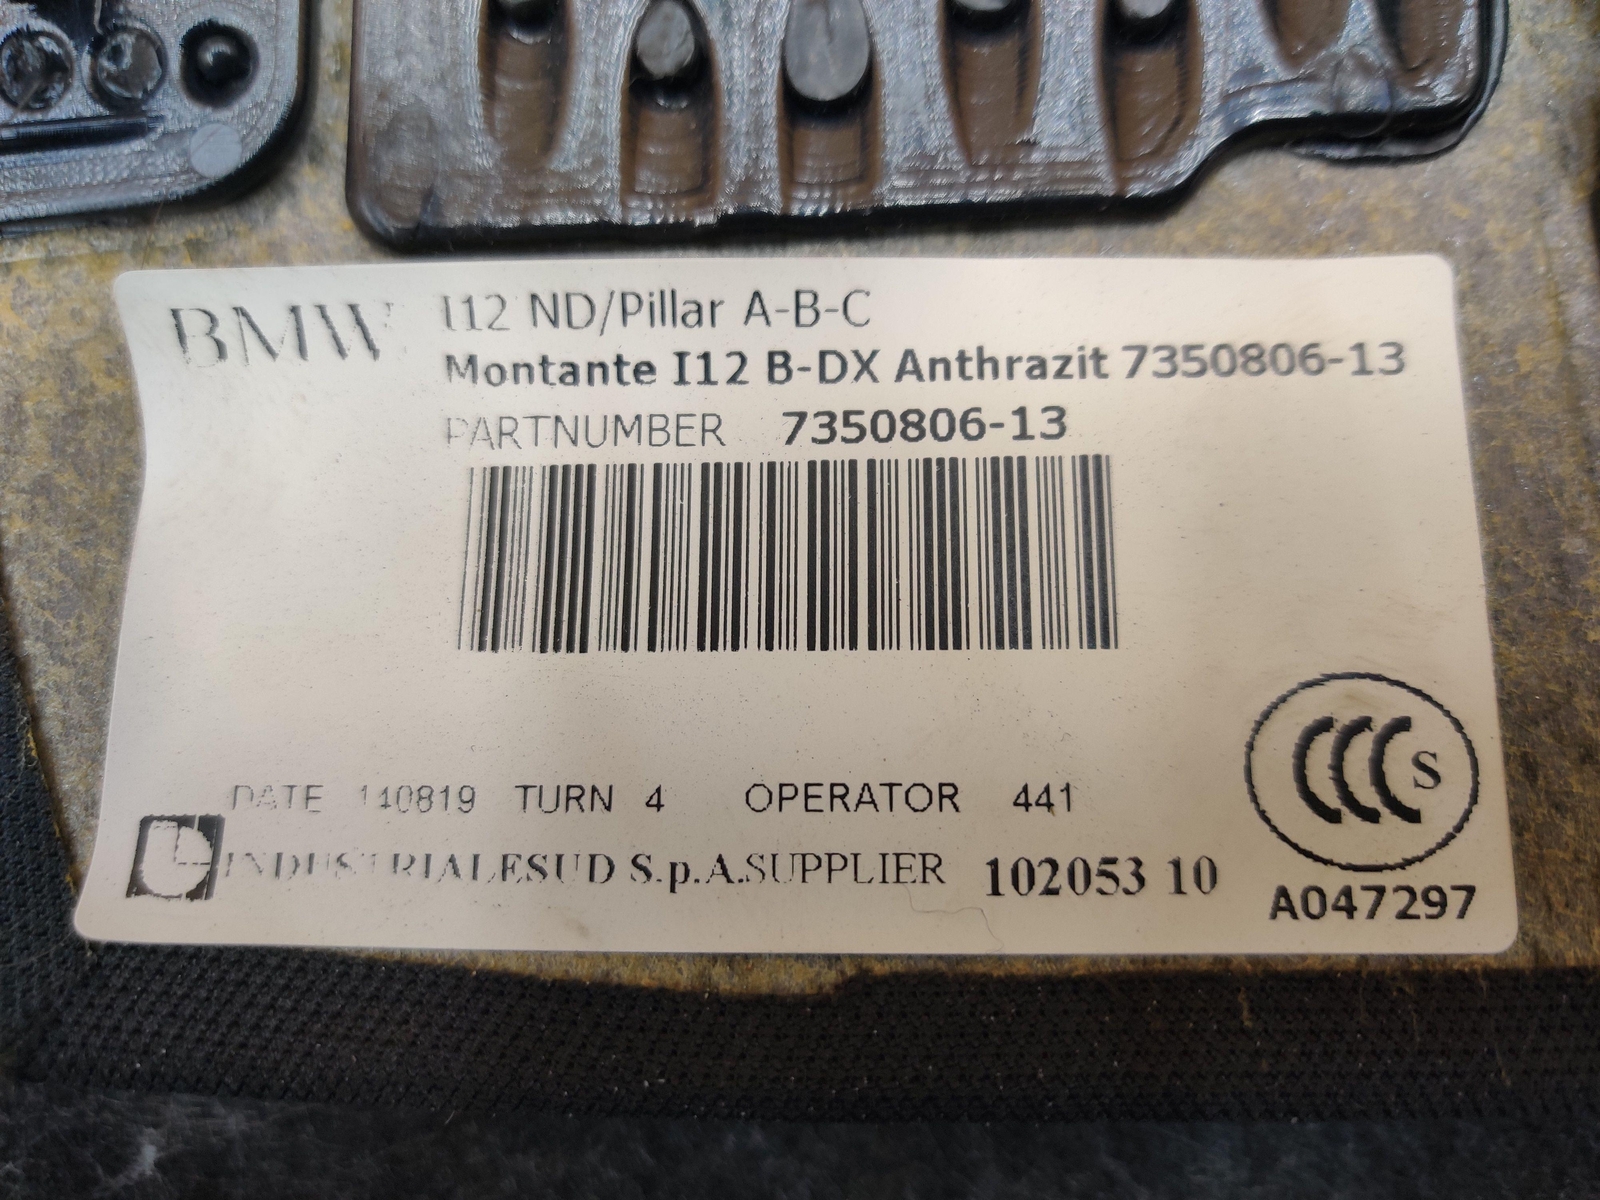 BMW
I12 ND/Pillar A-B-C
Montante I12 B-DX Anthrazit 7350806-13
PARTNUMBER 7350806-13
DATE 140819 TURN 4 OPERATOR 441
INDUSTRIALESUD S.p.A.SUPPLIER 102053 10
CCC S
A047297